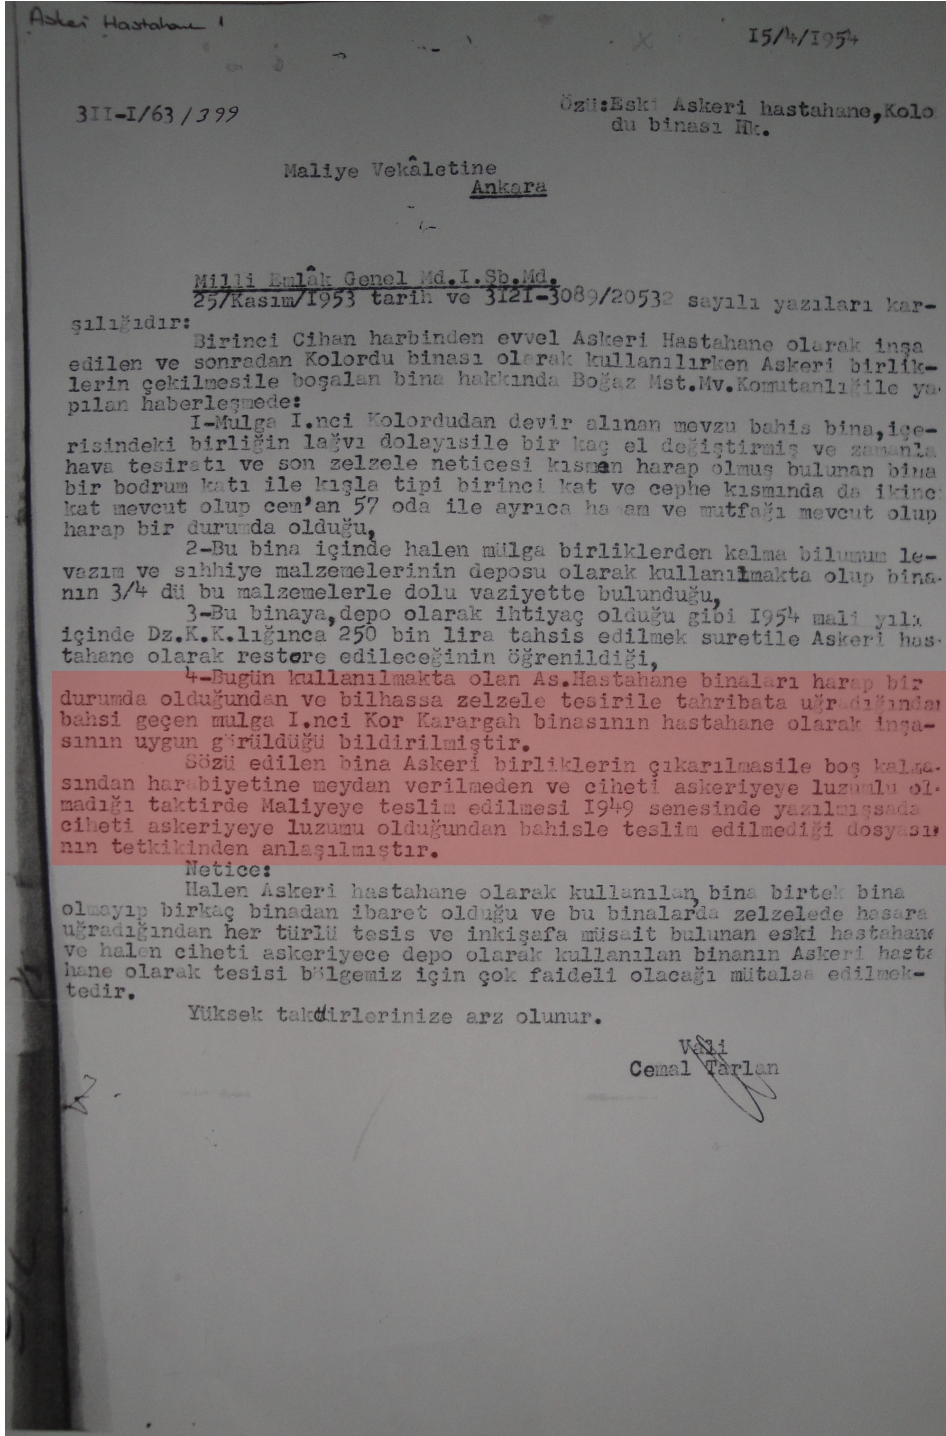 Askeri Hastahane 1
I5/4/I954
3II-I/63/399
Özü:Eski Askeri hastahane,Kolo
du binası Hk.
Maliye Vekâletine
Ankara
Milli Emlâk Genel Md.I.Şb.Md.
25/Kasım/I953 tarih ve 3I2I-3089/20532 sayılı yazıları kar-
şılığıdır:
Birinci Cihan harbinden evvel Askeri Hastahane olarak inşa
edilen ve sonradan Kolordu binası olarak kullanılırken Askeri birlik-
lerin çekilmesile boşalan bina hakkında Boğaz Mst.Mv.Komutanlığile ya-
pılan haberleşmede:
I-Mulga I.nci Kolordudan devir alınan mevzu bahis bina,içe-
risindeki birliğin lağvı dolayısile bir kaç el değiştirmiş ve zamanla
hava tesiratı ve son zelzele neticesi kısmen harap olmuş bulunan bina
bir bodrum katı ile kışla tipi birinci kat ve cephe kısmında da ikinci
kat mevcut olup cem'an 57 oda ile ayrıca hamam ve mutfağı mevcut olup
harap bir durumda olduğu,
2-Bu bina içinde halen mülga birliklerden kalma bilumum le-
vazım ve sıhhiye malzemelerinin deposu olarak kullanılmakta olup bina-
nın 3/4 dü bu malzemelerle dolu vaziyette bulunduğu,
3-Bu binaya,depo olarak ihtiyaç olduğu gibi I954 mali yılı
içinde Dz.K.K.lığınca 250 bin lira tahsis edilmek suretile Askeri has-
tahane olarak restore edileceğinin öğrenildiği,
4-Bugün kullanılmakta olan As.Hastahane binaları harap bir
durumda olduğundan ve bilhassa zelzele tesirile tahribata uğradığından
bahsi geçen mulga I.nci Kor Karargah binasının hastahane olarak inşa-
sının uygun görüldüğü bildirilmiştir.
Sözü edilen bina Askeri birliklerin çıkarılmasile boş kalma-
sından harabiyetine meydan verilmeden ve ciheti askeriyeye luzumlu ol-
madığı taktirde Maliyeye teslim edilmesi I949 senesinde yazılmışsada
ciheti askeriyeye luzumu olduğundan bahisle teslim edilmediği dosyası
nın tetkikinden anlaşılmıştır.
Netice:
Halen Askeri hastahane olarak kullanılan, bina birtek bina
olmayıp birkaç binadan ibaret olduğu ve bu binalarda zelzelede hasara
uğradığından her türlü tesis ve inkişafa müsait bulunan eski hastahane
ve halen ciheti askeriyece depo olarak kullanılan binanın Askeri hasta
hane olarak tesisi bölgemiz için çok faideli olacağı mütalaa edilmek-
tedir.
Yüksek takdirlerinize arz olunur.
Vali
Cemal Tarlan